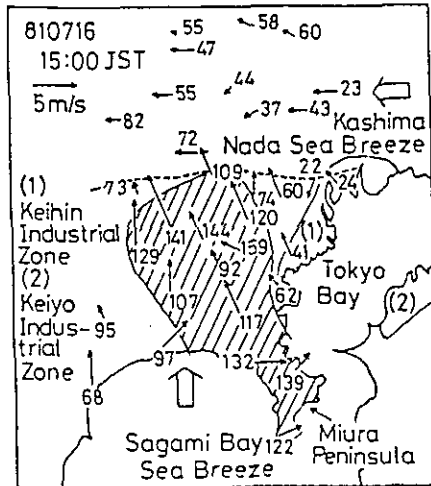 810716
15:00 JST
5m/s
55
58
60
47
55
44
23
82
37
43
Kashima
Nada Sea Breeze
72
109
22
24
73
74
60
(1)
Keihin
Industrial
Zone
141
144
120
(1)
129
159
41
Tokyo
Bay
(2)
(2)
Keiyo
Indus-
trial
Zone
92
62
107
117
95
97
132
68
139
122
Miura
Peninsula
Sagami Bay
Sea Breeze